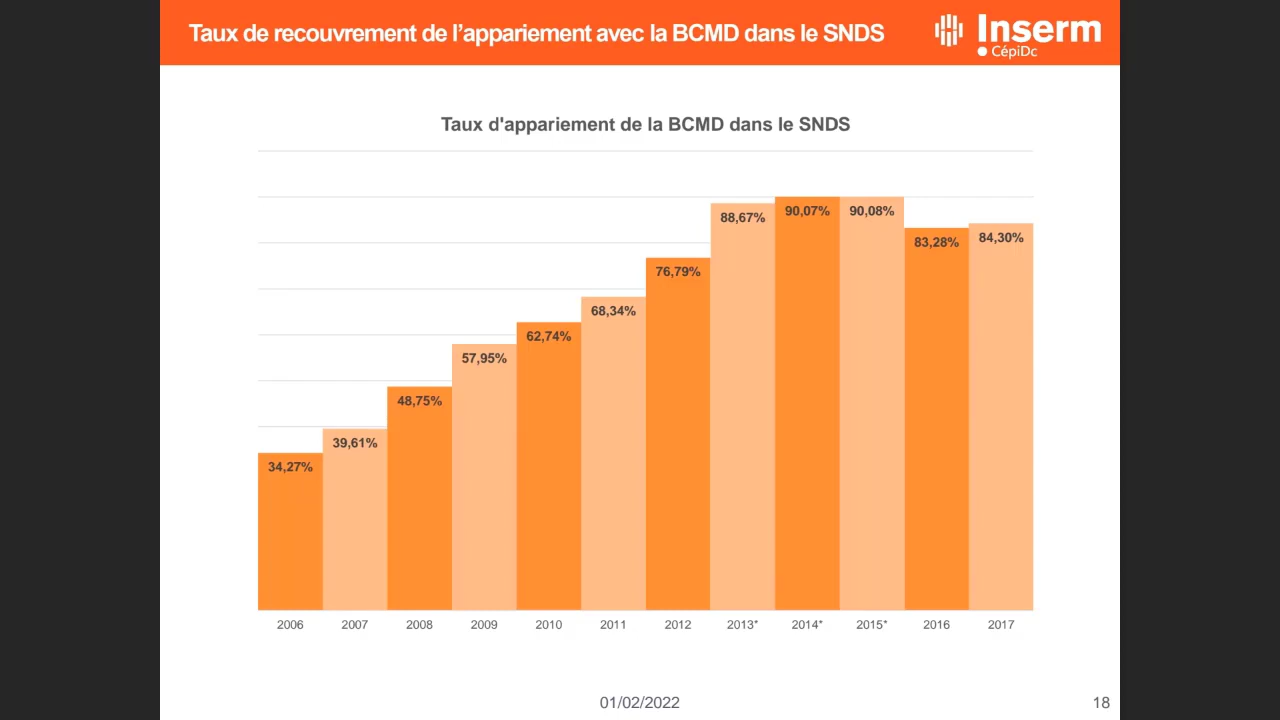 Taux de recouvrement de l’appariement avec la BCMD dans le SNDS
Inserm
CépiDc
Taux d'appariement de la BCMD dans le SNDS
34,27%
39,61%
48,75%
57,95%
62,74%
68,34%
76,79%
88,67%
90,07%
90,08%
83,28%
84,30%
2006 2007 2008 2009 2010 2011 2012 2013* 2014* 2015* 2016 2017
01/02/2022
18